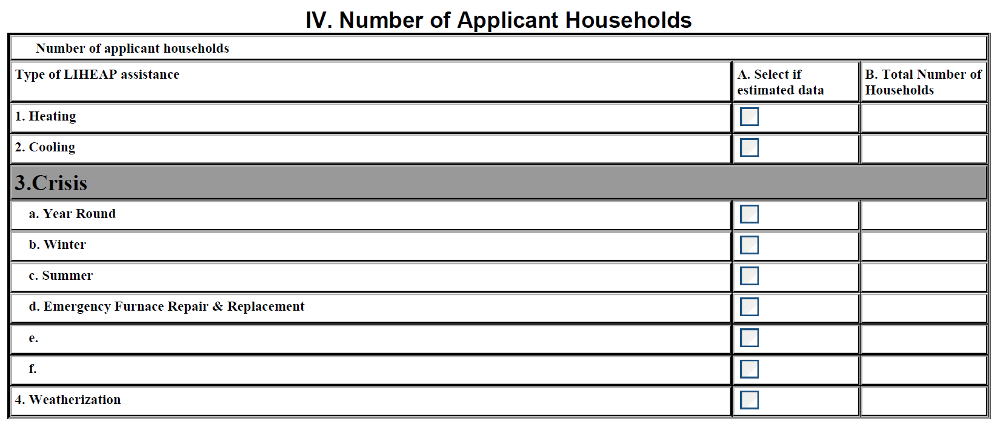 IV. Number of Applicant Households
Number of applicant households
Type of LIHEAP assistance
A. Select if
estimated data
B. Total Number of
Households
1. Heating
2. Cooling
3.Crisis
a. Year Round
b. Winter
c. Summer
d. Emergency Furnace Repair & Replacement
e.
f.
4. Weatherization